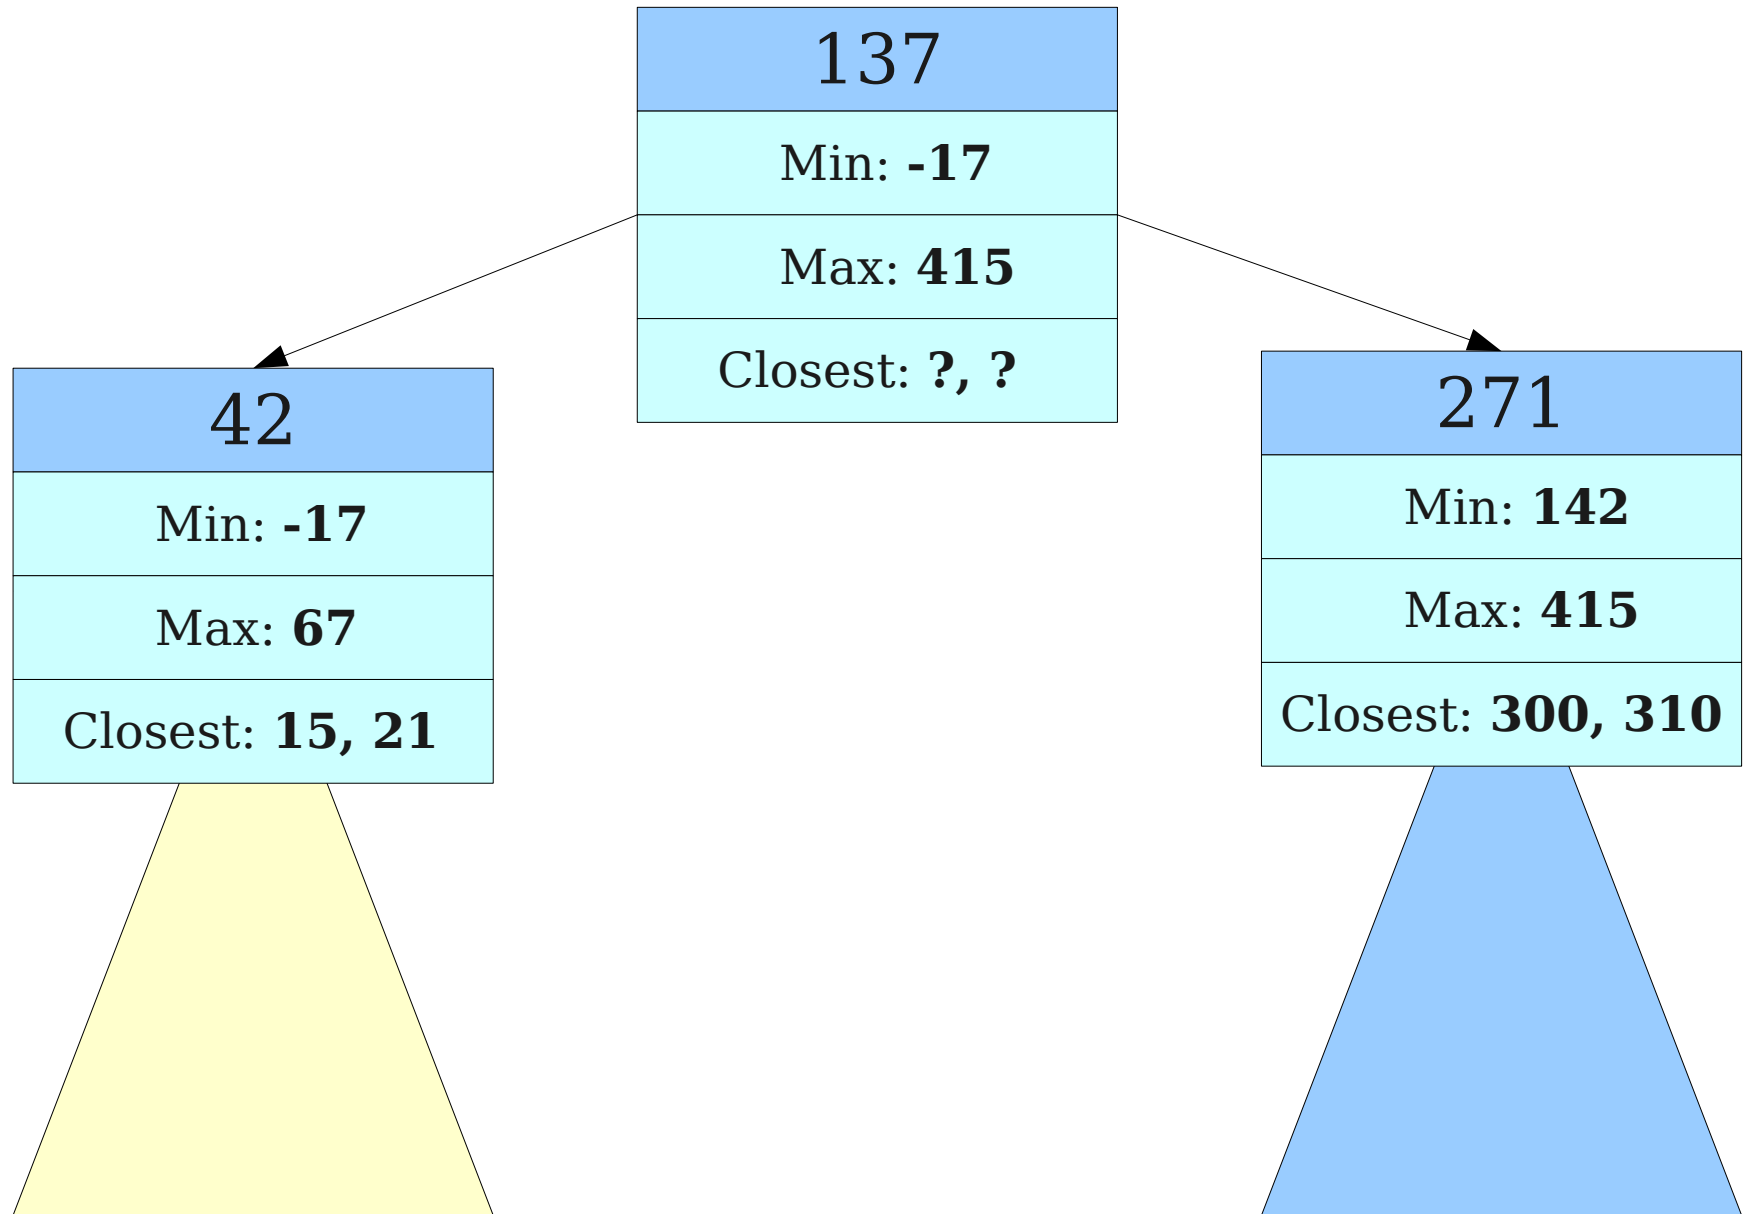 137
Min: -17
Max: 415
Closest: ?, ?
42
Min: -17
Max: 67
Closest: 15, 21
271
Min: 142
Max: 415
Closest: 300, 310